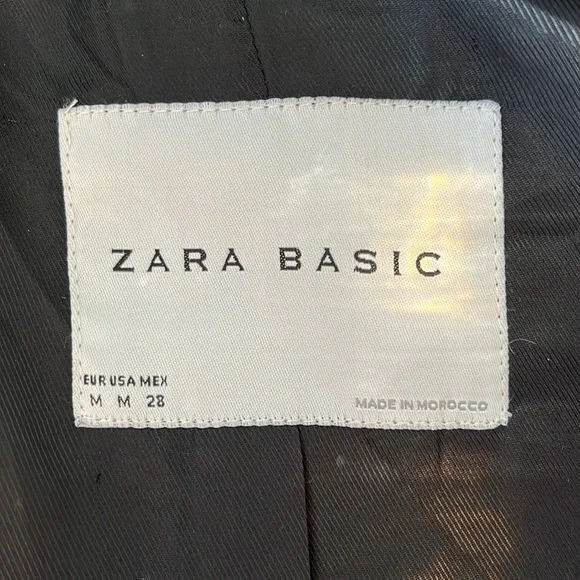 ZARA BASIC
EUR USA MEX
M M 28
MADE IN MOROCCO